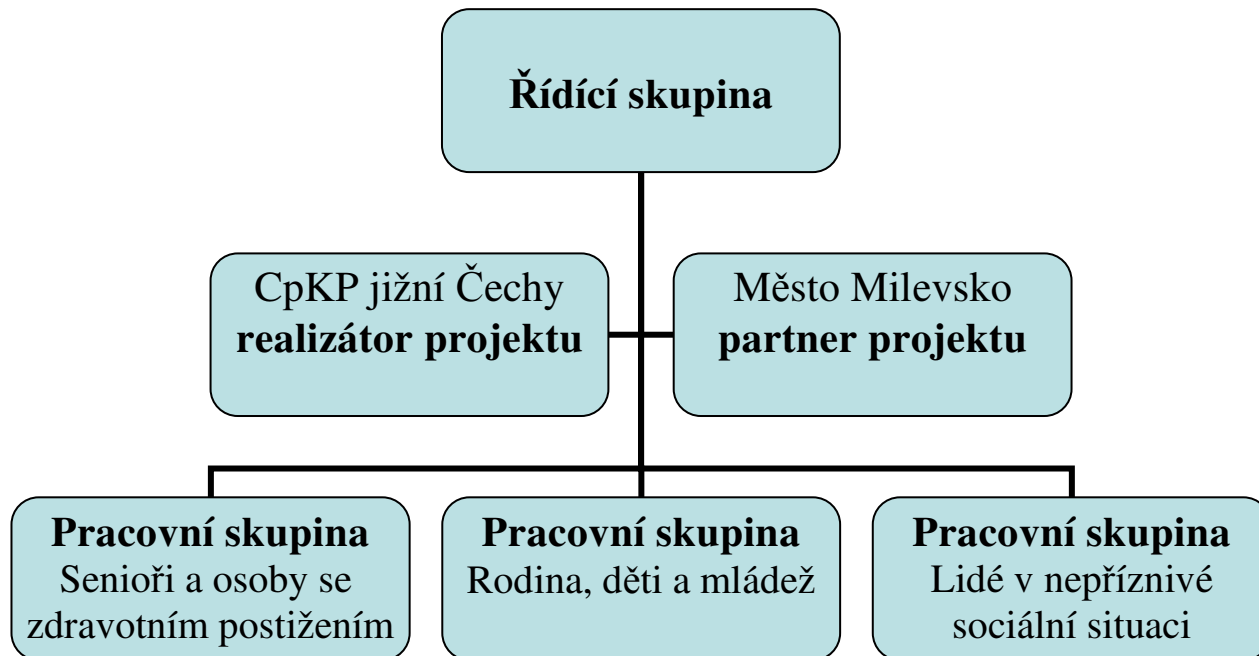 Řídící skupina
CpKP jižní Čechy
realizátor projektu
Město Milevsko
partner projektu
Pracovní skupina
Senioři a osoby se
zdravotním postižením
Pracovní skupina
Rodina, děti a mládež
Pracovní skupina
Lidé v nepříznivé
sociální situaci